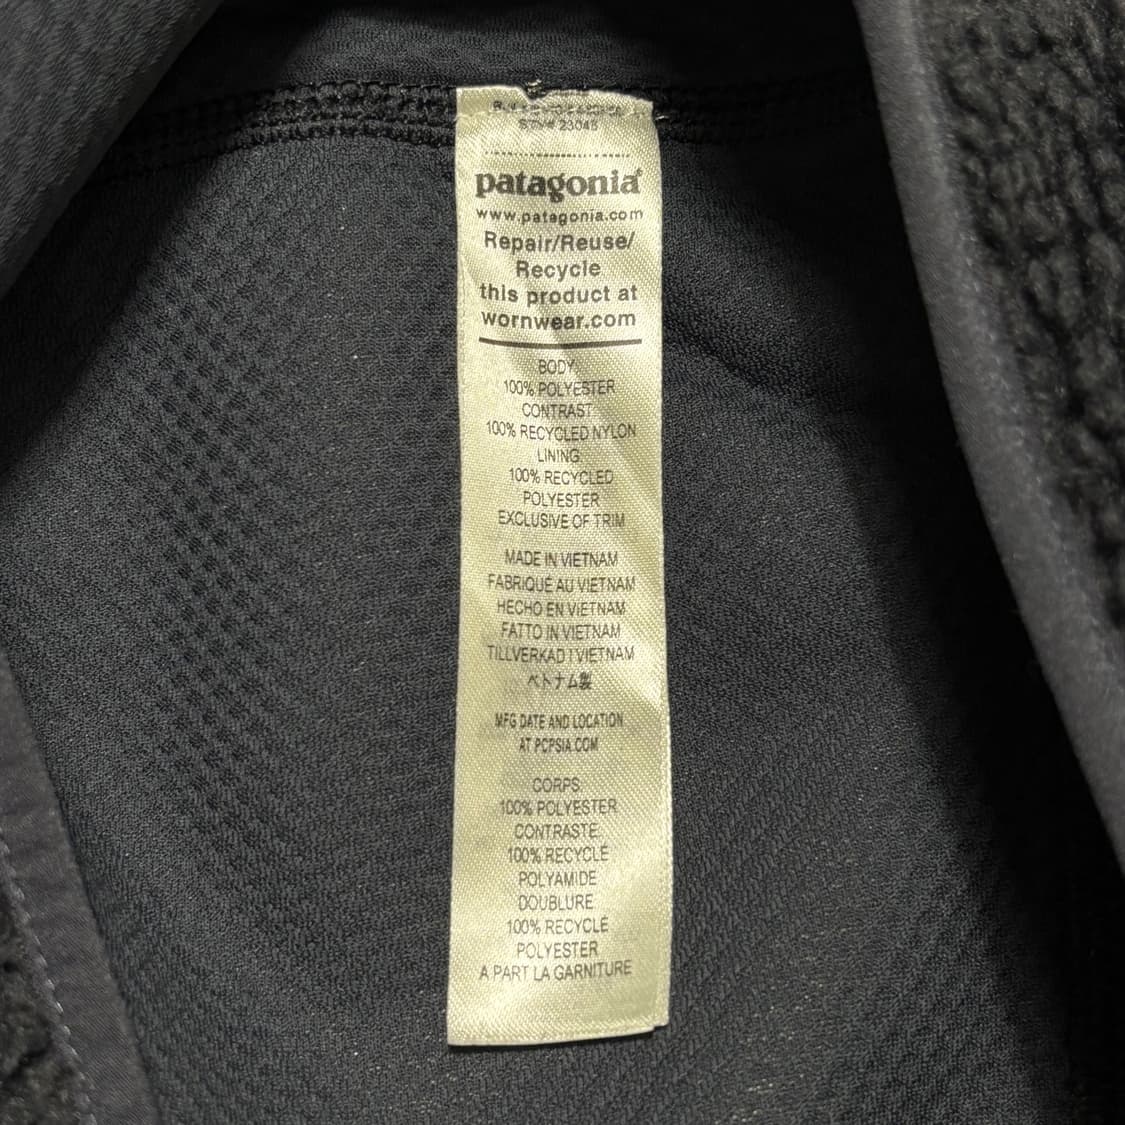 STY# 23048
patagonia®
www.patagonia.com
Repair/Reuse/
Recycle
this product at
wornwear.com
BODY
100% POLYESTER
CONTRAST
100% RECYCLED NYLON
LINING
100% RECYCLED
POLYESTER
EXCLUSIVE OF TRIM
MADE IN VIETNAM
FABRIQUÉ AU VIETNAM
HECHO EN VIETNAM
FATTO IN VIETNAM
TILLVERKAD I VIETNAM
ベトナム製
MFG DATE AND LOCATION
AT PCPSIA.COM
CORPS
100% POLYESTER
CONTRASTE
100% RECYCLÉ
POLYAMIDE
DOUBLURE
100% RECYCLÉ
POLYESTER
A PART LA GARNITURE